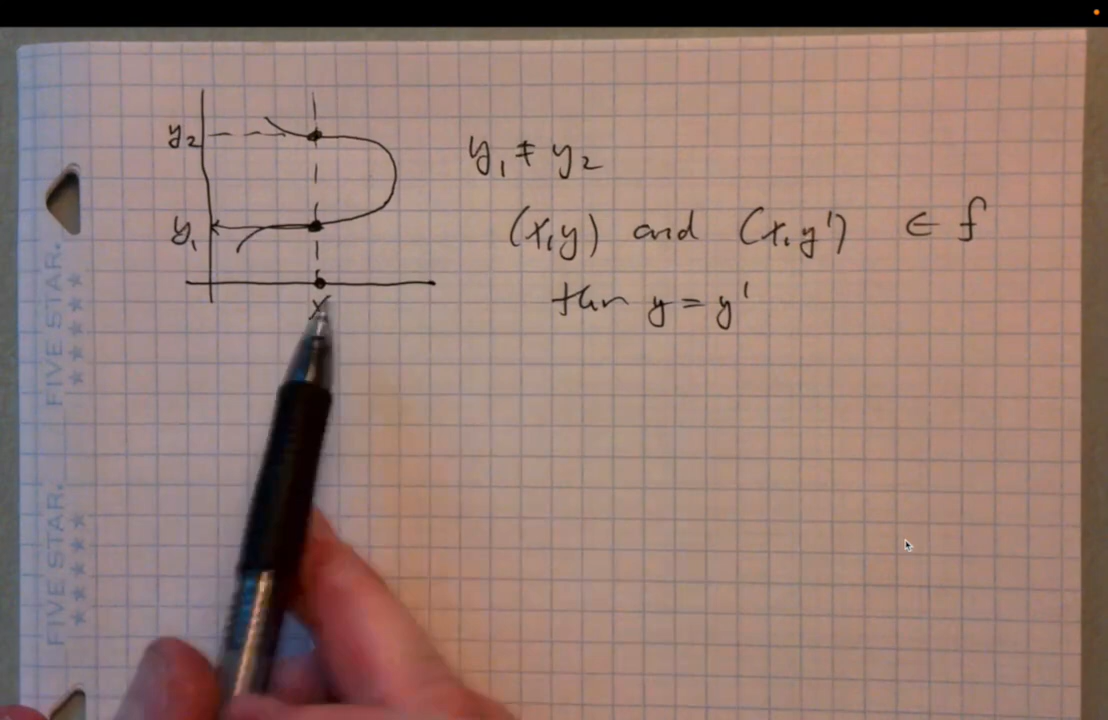 y₂
y₁
x
y₁ ≠ y₂
(x, y) and (x, y') ∈ f
then y = y'
FIVE STAR.
FIVE STAR.